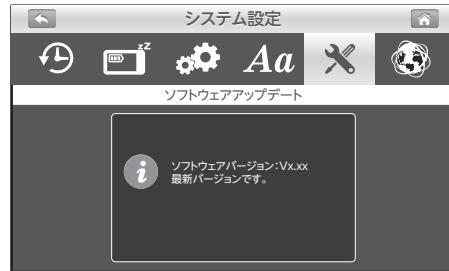 システム設定
zZ
Aa
ソフトウェアアップデート
ソフトウェアバージョン：Vx.xx
最新バージョンです。